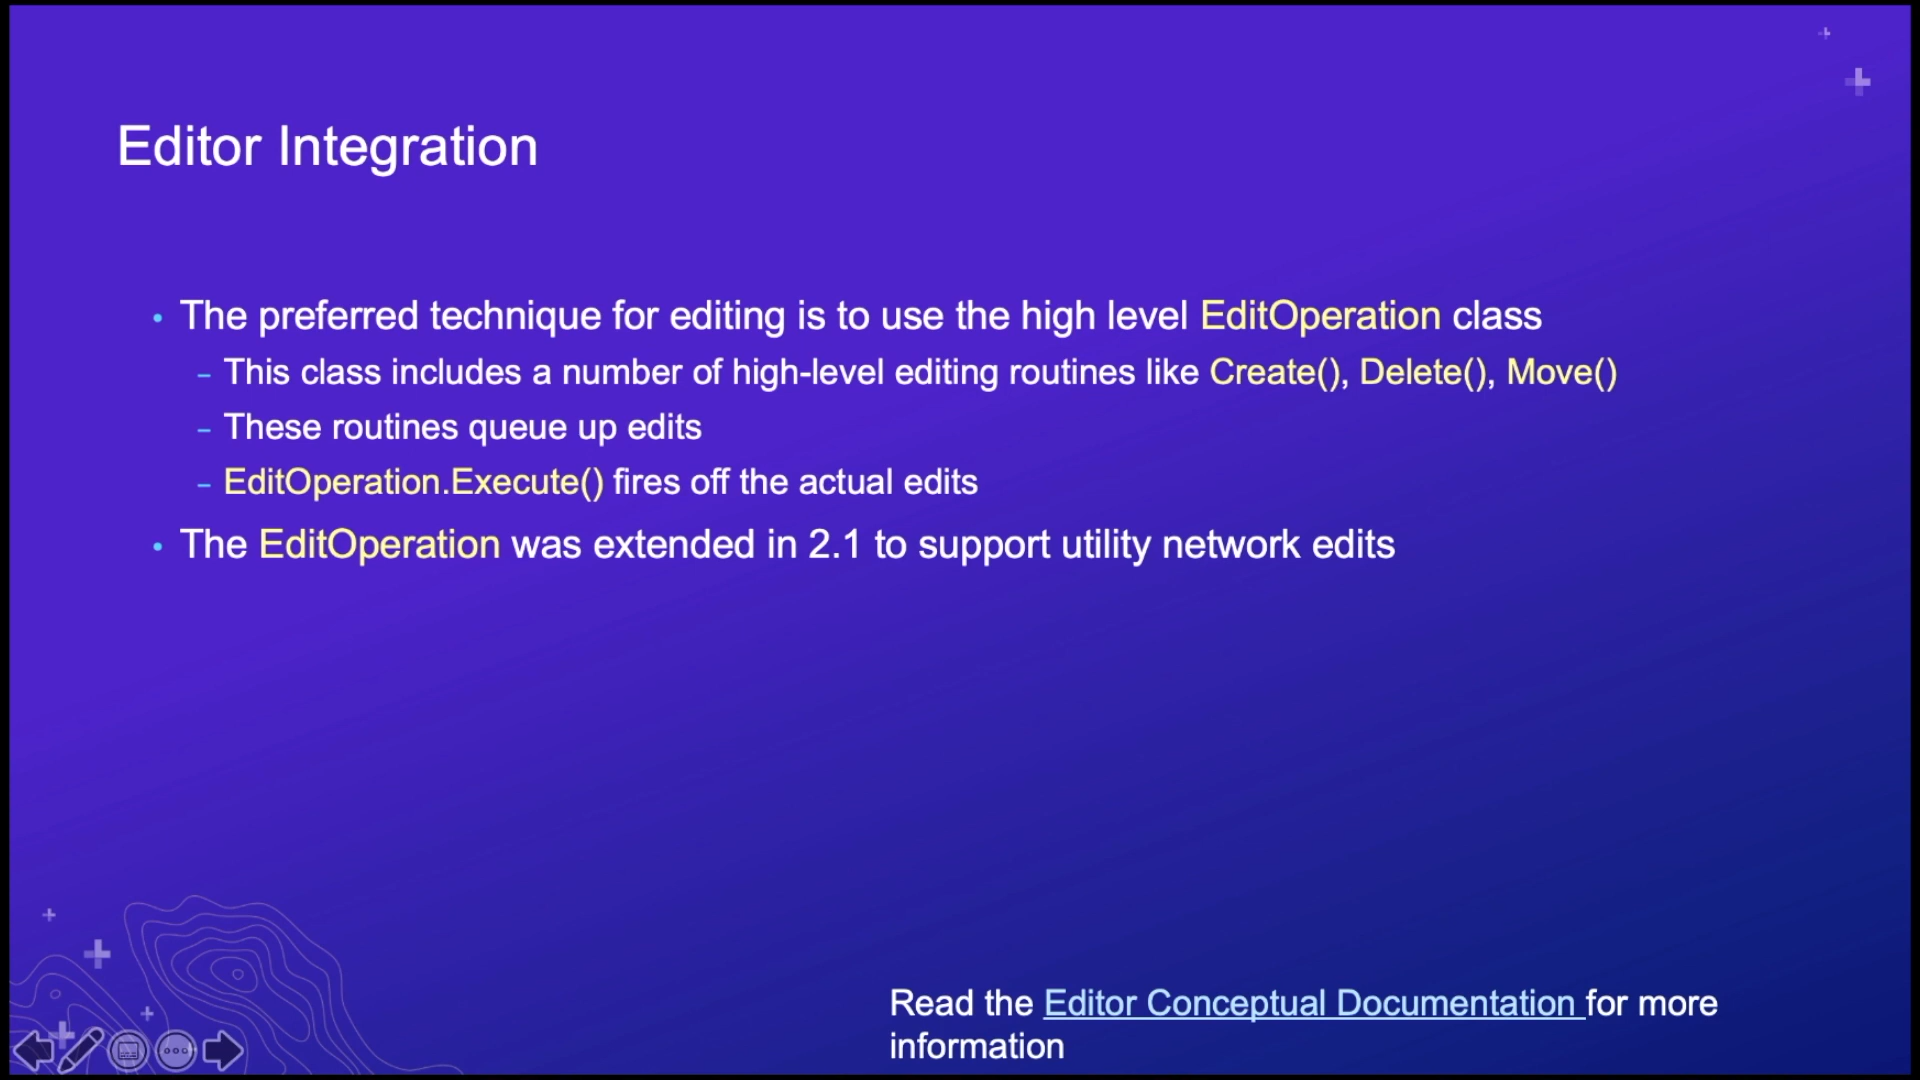 Editor Integration
• The preferred technique for editing is to use the high level EditOperation class
– This class includes a number of high-level editing routines like Create(), Delete(), Move()
– These routines queue up edits
– EditOperation.Execute() fires off the actual edits
• The EditOperation was extended in 2.1 to support utility network edits
Read the Editor Conceptual Documentation for more
information